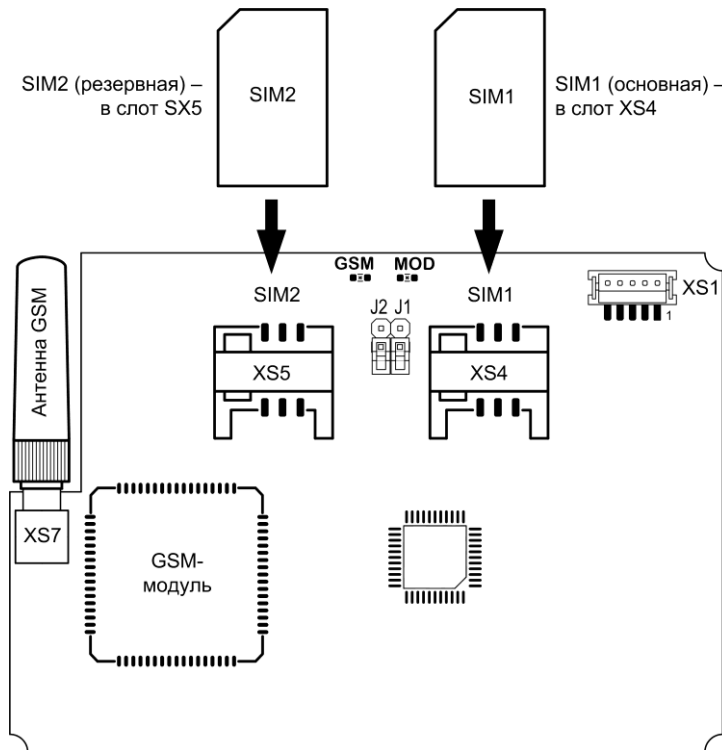 SIM2 (резервная) –
в слот SX5
SIM2
SIM1
SIM1 (основная) –
в слот XS4
GSM MOD
SIM2
J2 J1
SIM1
XS1
1
Антенна GSM
XS5
XS4
XS7
GSM-
модуль